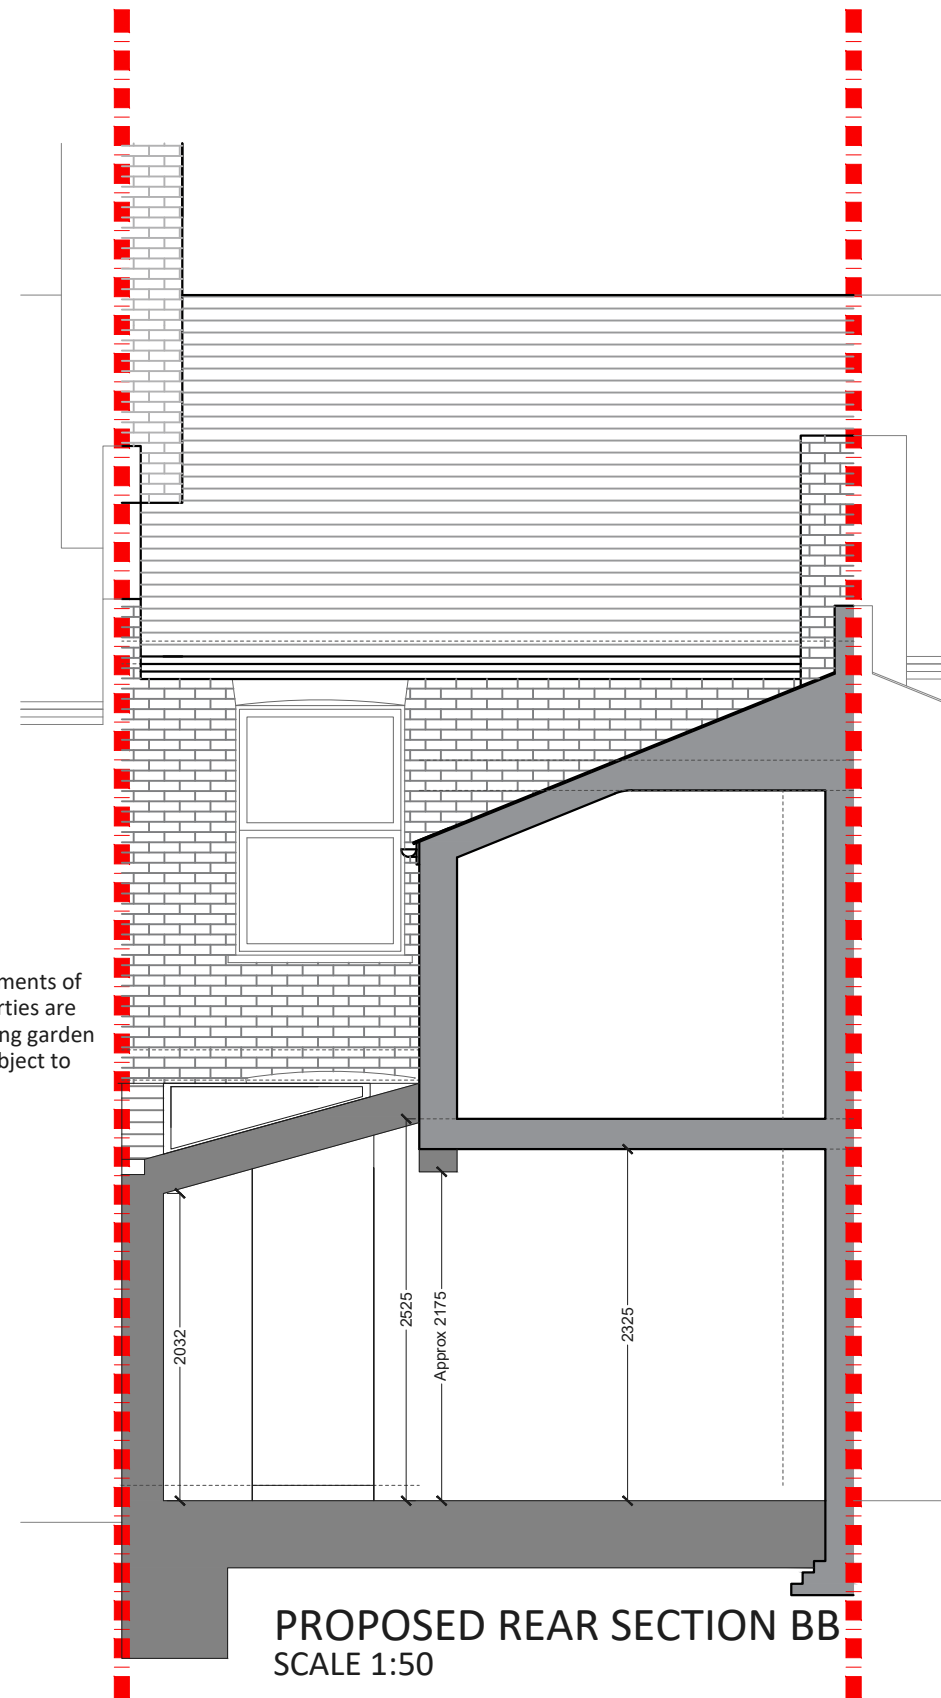 ments of
rties are
ng garden
bject to
2032
2525
Approx 2175
2325
PROPOSED REAR SECTION BB
SCALE 1:50